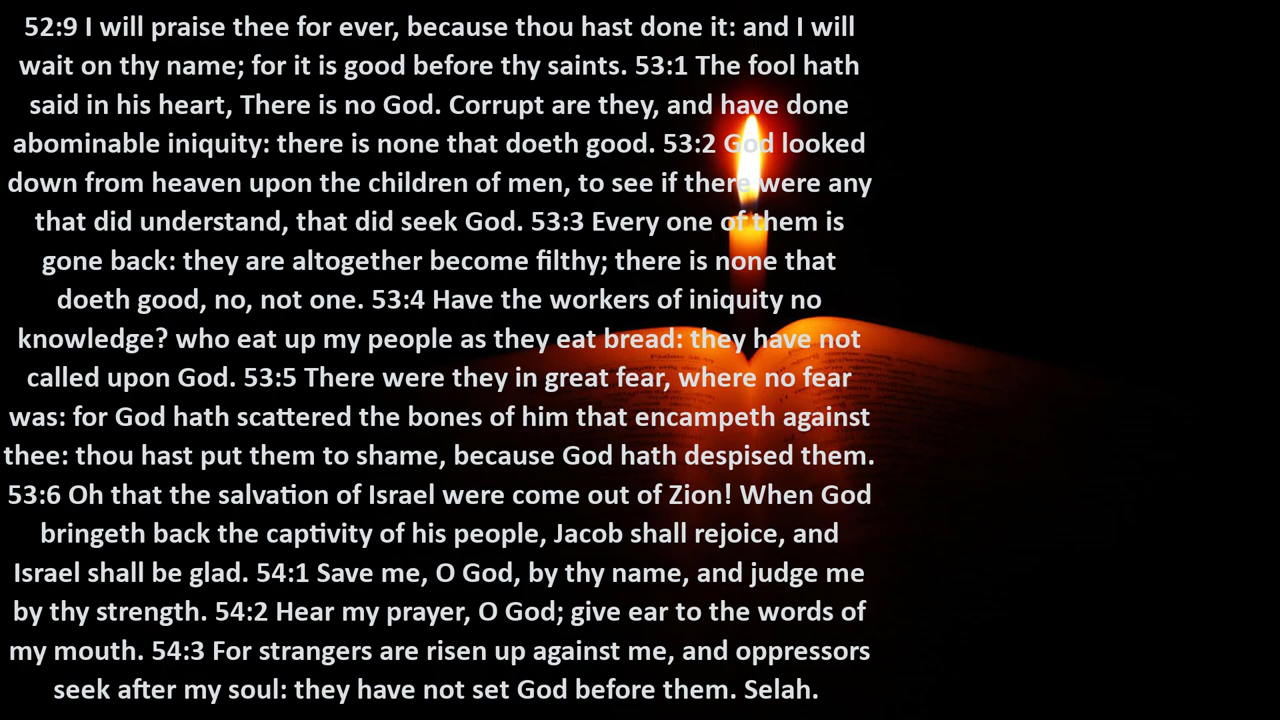 52:9 I will praise thee for ever, because thou hast done it: and I will
wait on thy name; for it is good before thy saints. 53:1 The fool hath
said in his heart, There is no God. Corrupt are they, and have done
abominable iniquity: there is none that doeth good. 53:2 God looked
down from heaven upon the children of men, to see if there were any
that did understand, that did seek God. 53:3 Every one of them is
gone back: they are altogether become filthy; there is none that
doeth good, no, not one. 53:4 Have the workers of iniquity no
knowledge? who eat up my people as they eat bread: they have not
called upon God. 53:5 There were they in great fear, where no fear
was: for God hath scattered the bones of him that encampeth against
thee: thou hast put them to shame, because God hath despised them.
53:6 Oh that the salvation of Israel were come out of Zion! When God
bringeth back the captivity of his people, Jacob shall rejoice, and
Israel shall be glad. 54:1 Save me, O God, by thy name, and judge me
by thy strength. 54:2 Hear my prayer, O God; give ear to the words of
my mouth. 54:3 For strangers are risen up against me, and oppressors
seek after my soul: they have not set God before them. Selah.